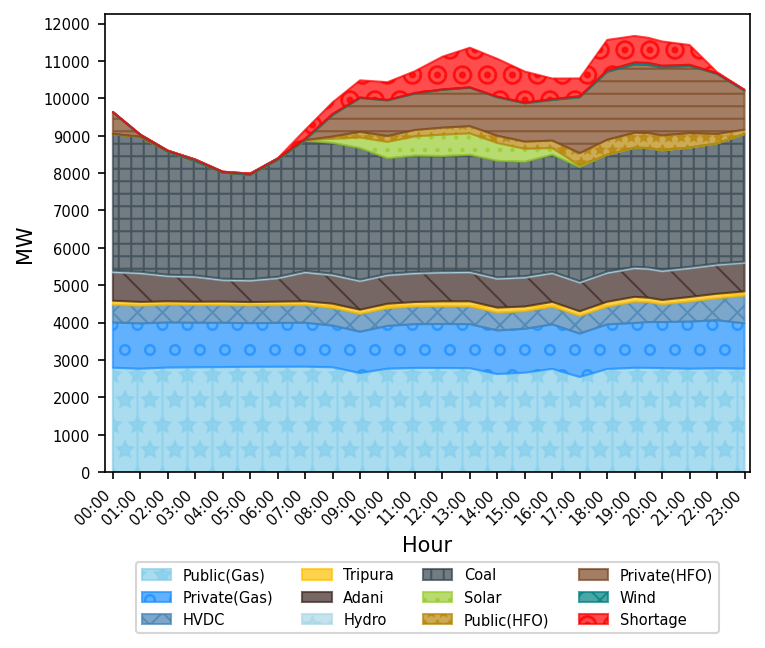 12000
11000
10000
9000
8000
7000
6000
5000
4000
3000
2000
1000
0
MW
00:00 01:00 02:00 03:00 04:00 05:00 06:00 07:00 08:00 09:00 10:00 11:00 12:00 13:00 14:00 15:00 16:00 17:00 18:00 19:00 20:00 21:00 22:00 23:00
Hour
Public(Gas) Tripura Coal Private(HFO)
Private(Gas) Adani Solar Wind
HVDC Hydro Public(HFO) Shortage